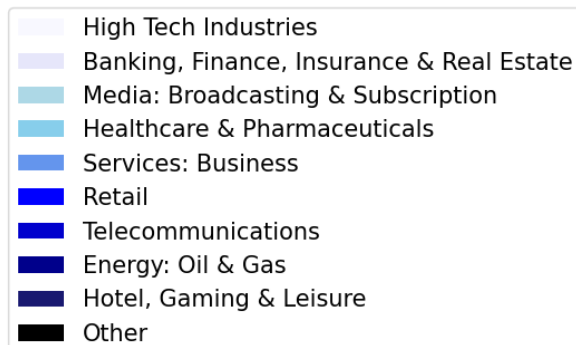 High Tech Industries
Banking, Finance, Insurance & Real Estate
Media: Broadcasting & Subscription
Healthcare & Pharmaceuticals
Services: Business
Retail
Telecommunications
Energy: Oil & Gas
Hotel, Gaming & Leisure
Other